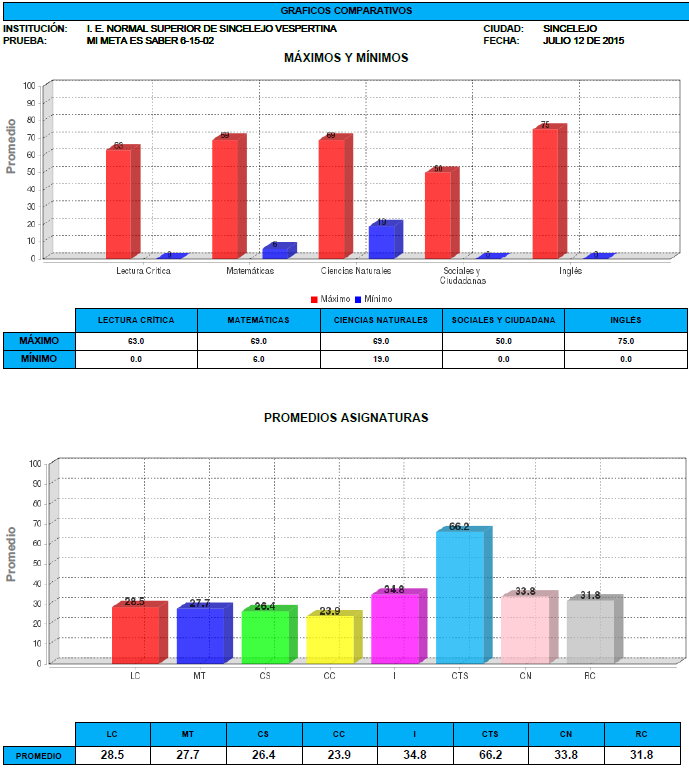 GRAFICOS COMPARATIVOS
INSTITUCIÓN: I. E. NORMAL SUPERIOR DE SINCELEJO VESPERTINA CIUDAD: SINCELEJO
PRUEBA: MI META ES SABER 6-15-02 FECHA: JULIO 12 DE 2015
MÁXIMOS Y MÍNIMOS
Promedio
100
90
80
70
60
50
40
30
20
10
0
63 0 69 6 69 19 50 0 75 0
Lectura Crítica Matemáticas Ciencias Naturales Sociales y Inglés
Ciudadanas
Máximo Mínimo
LECTURA CRÍTICA MATEMÁTICAS CIENCIAS NATURALES SOCIALES Y CIUDADANA INGLÉS
MÁXIMO 63.0 69.0 69.0 50.0 75.0
MÍNIMO 0.0 6.0 19.0 0.0 0.0
PROMEDIOS ASIGNATURAS
Promedio
100
90
80
70
60
50
40
30
20
10
0
28.5 27.7 26.4 23.9 34.8 66.2 33.8 31.8
LC MT CS CC I CTS CN RC
LC MT CS CC I CTS CN RC
PROMEDIO 28.5 27.7 26.4 23.9 34.8 66.2 33.8 31.8